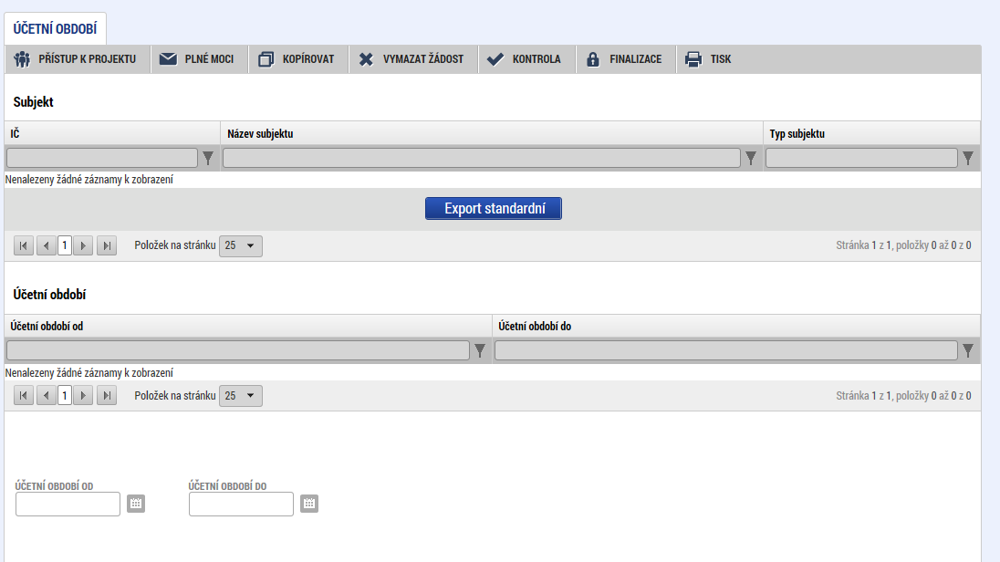 ÚČETNÍ OBDOBÍ
PŘÍSTUP K PROJEKTU PLNÉ MOCI KOPÍROVAT VYMAZAT ŽÁDOST KONTROLA FINALIZACE TISK
Subjekt
IČ Název subjektu Typ subjektu
Nenalezeny žádné záznamy k zobrazení
Export standardní
1 Položek na stránku 25 Stránka 1 z 1, položky 0 až 0 z 0
Účetní období
Účetní období od Účetní období do
Nenalezeny žádné záznamy k zobrazení
1 Položek na stránku 25 Stránka 1 z 1, položky 0 až 0 z 0
ÚČETNÍ OBDOBÍ OD ÚČETNÍ OBDOBÍ DO